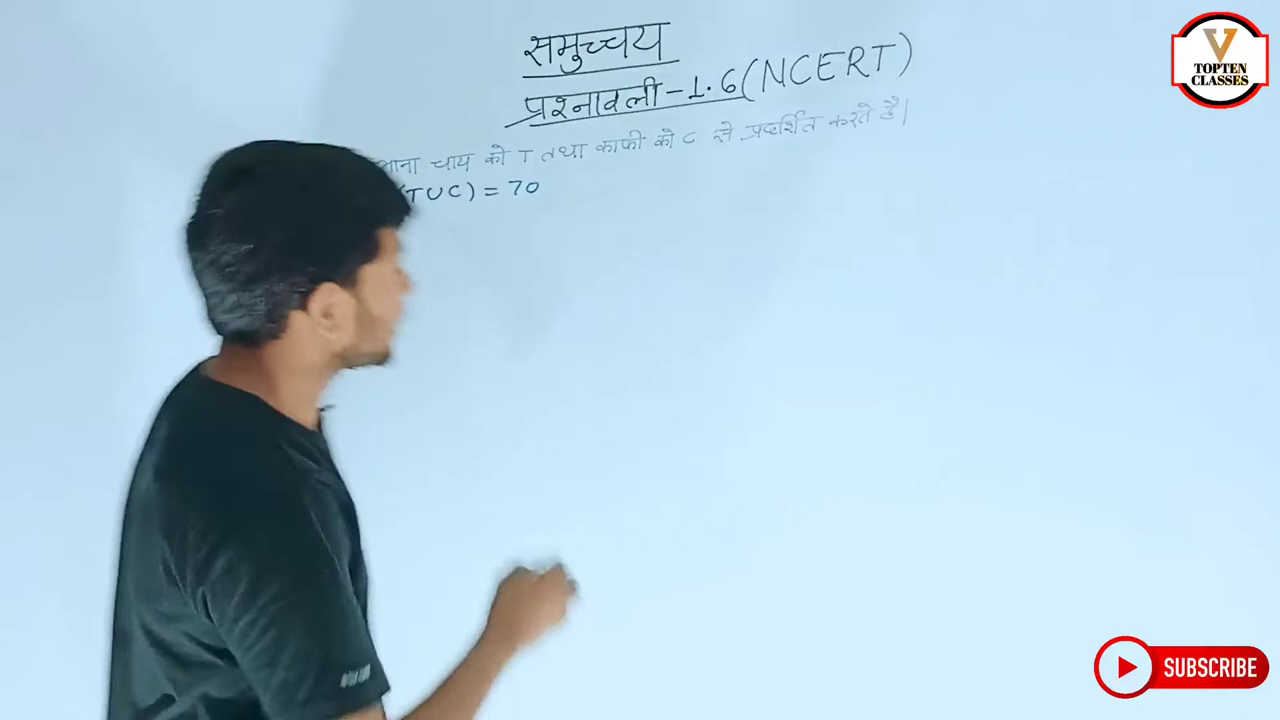 समुच्चय
प्रश्नावली - 1.6 (NCERT)
चाय को T तथा काफी को C से प्रदर्शित करते है।
(T∪C) = 70
V
TOPTEN
CLASSES
SUBSCRIBE